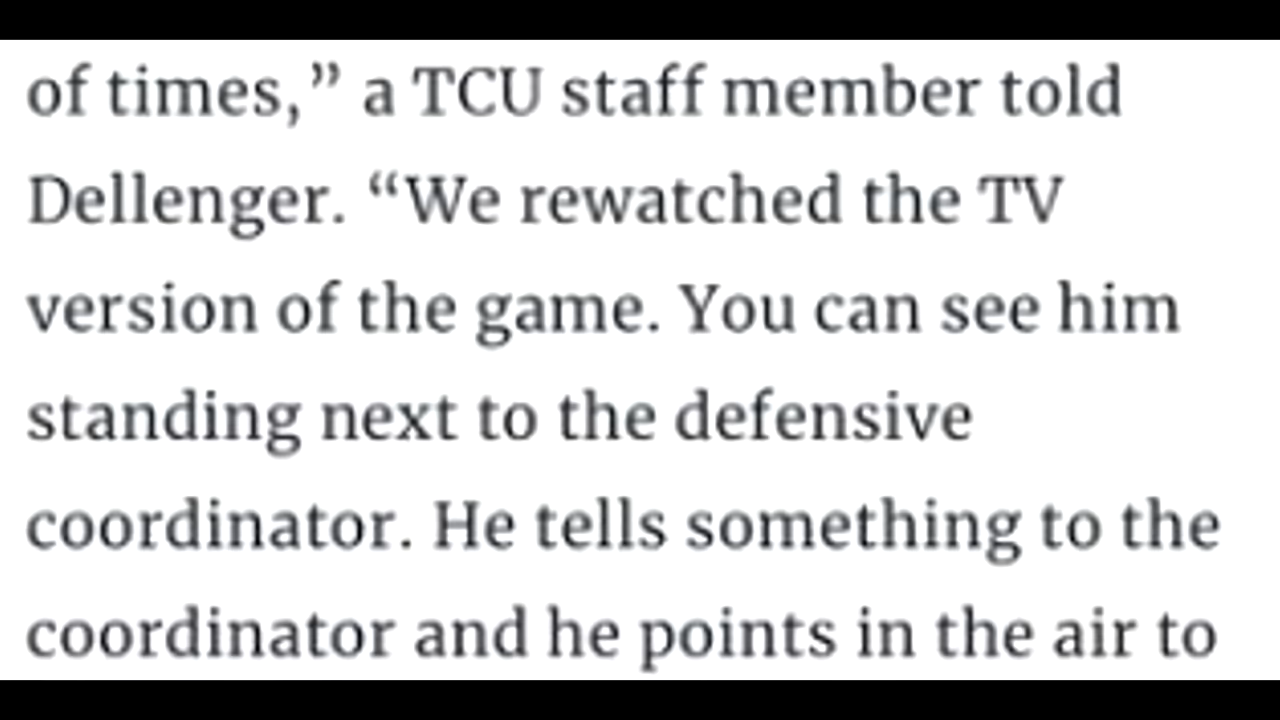 of times,” a TCU staff member told
Dellenger. “We rewatched the TV
version of the game. You can see him
standing next to the defensive
coordinator. He tells something to the
coordinator and he points in the air to